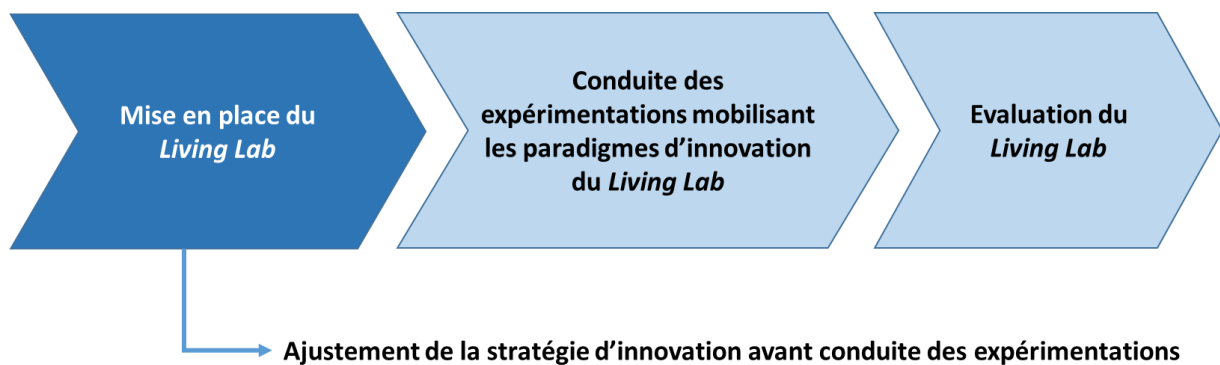 Mise en place du
Living Lab
Conduite des
expérimentations mobilisant
les paradigmes d’innovation
du Living Lab
Evaluation du
Living Lab
Ajustement de la stratégie d’innovation avant conduite des expérimentations